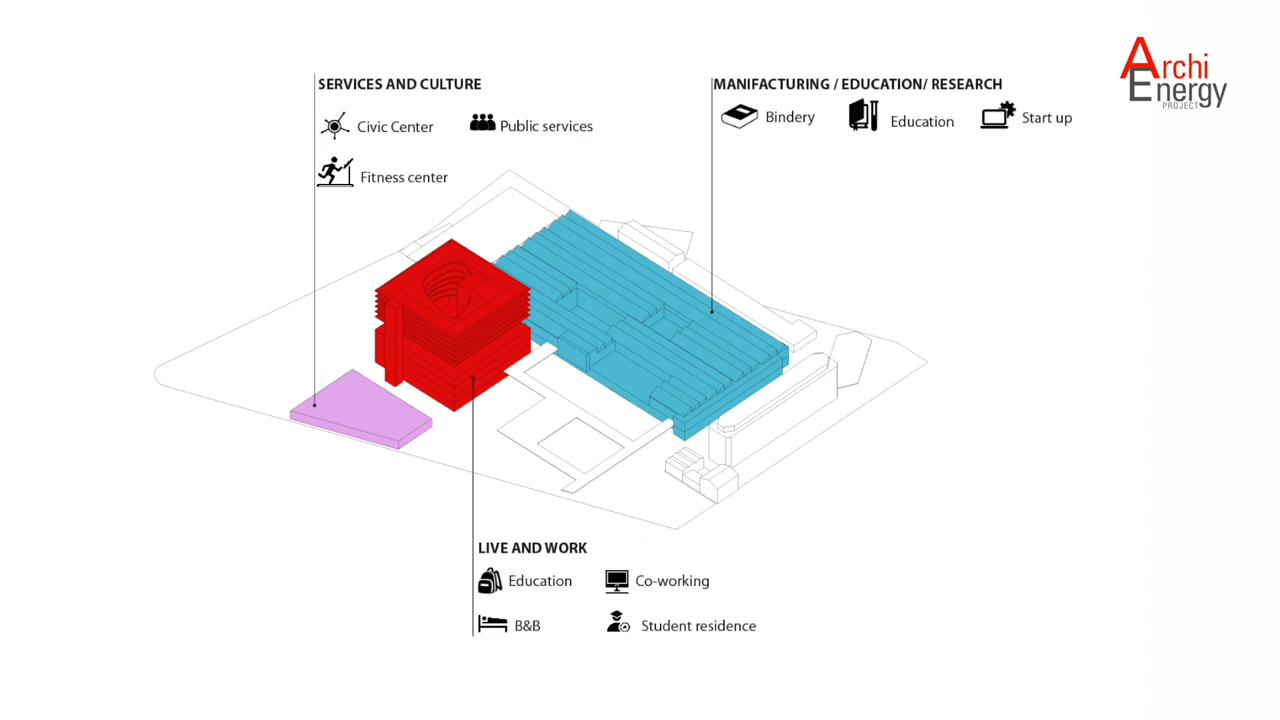 SERVICES AND CULTURE
Civic Center
Public services
Fitness center
MANIFACTURING / EDUCATION/ RESEARCH
Bindery
Education
Start up
Archi
Energy
PROJECT
LIVE AND WORK
Education
Co-working
B&B
Student residence